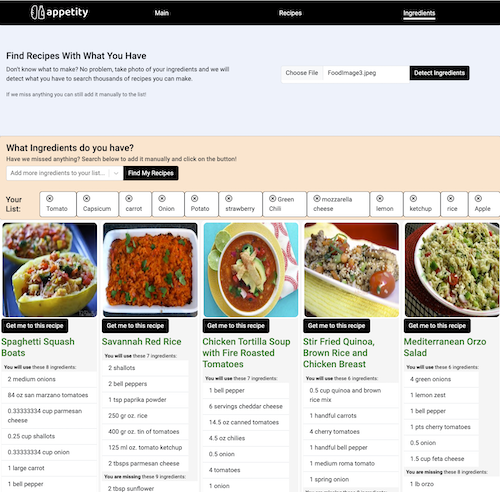 appetity
Main
Recipes
Ingredients
Find Recipes With What You Have
Don't know what to make? No problem, take photo of your ingredients and we will
detect what you have to search thousands of recipes you can make.
If we miss anything you can still add it manually to the list!
Choose File
FoodImage3.jpeg
Detect Ingredients
What Ingredients do you have?
Have we missed anything? Search below to add it manually and click on the button!
Add more ingredients to your list...
Find My Recipes
Your
List:
Tomato
Capsicum
carrot
Onion
Potato
strawberry
Green
Chili
mozzarella
cheese
lemon
ketchup
rice
Apple
Get me to this recipe
Spaghetti Squash
Boats
You will use these 8 ingredients:
2 medium onions
84 oz san marzano tomatoes
0.33333334 cup parmesan
cheese
0.25 cup shallots
0.33333334 cup onion
1 large carrot
1 bell pepper
Get me to this recipe
Savannah Red Rice
You will use these 7 ingredients:
2 shallots
2 bell peppers
1 tsp paprika powder
250 gr oz. rice
400 gr oz. tin of tomatoes
125 ml oz. tomato ketchup
2 tbsps parmesan cheese
You are missing these 9 ingredients:
2 tbsp sunflower
Get me to this recipe
Chicken Tortilla Soup
with Fire Roasted
Tomatoes
You will use these 7 ingredients:
1 bell pepper
6 servings cheddar cheese
14.5 oz canned tomatoes
4.5 oz chilies
0.5 onion
4 tomatoes
1 onion
Get me to this recipe
Stir Fried Quinoa,
Brown Rice and
Chicken Breast
You will use these 6 ingredients:
0.5 cup quinoa and brown
rice mix
1 handful carrots
4 cherry tomatoes
1 handful bell pepper
1 medium roma tomato
1 spring onion
Get me to this recipe
Mediterranean Orzo
Salad
You will use these 6 ingredients:
4 green onions
1 lemon zest
1 bell pepper
1 pts cherry tomatoes
0.5 onion
1.5 cup feta cheese
You are missing these 8 ingredients:
1 lb orzo